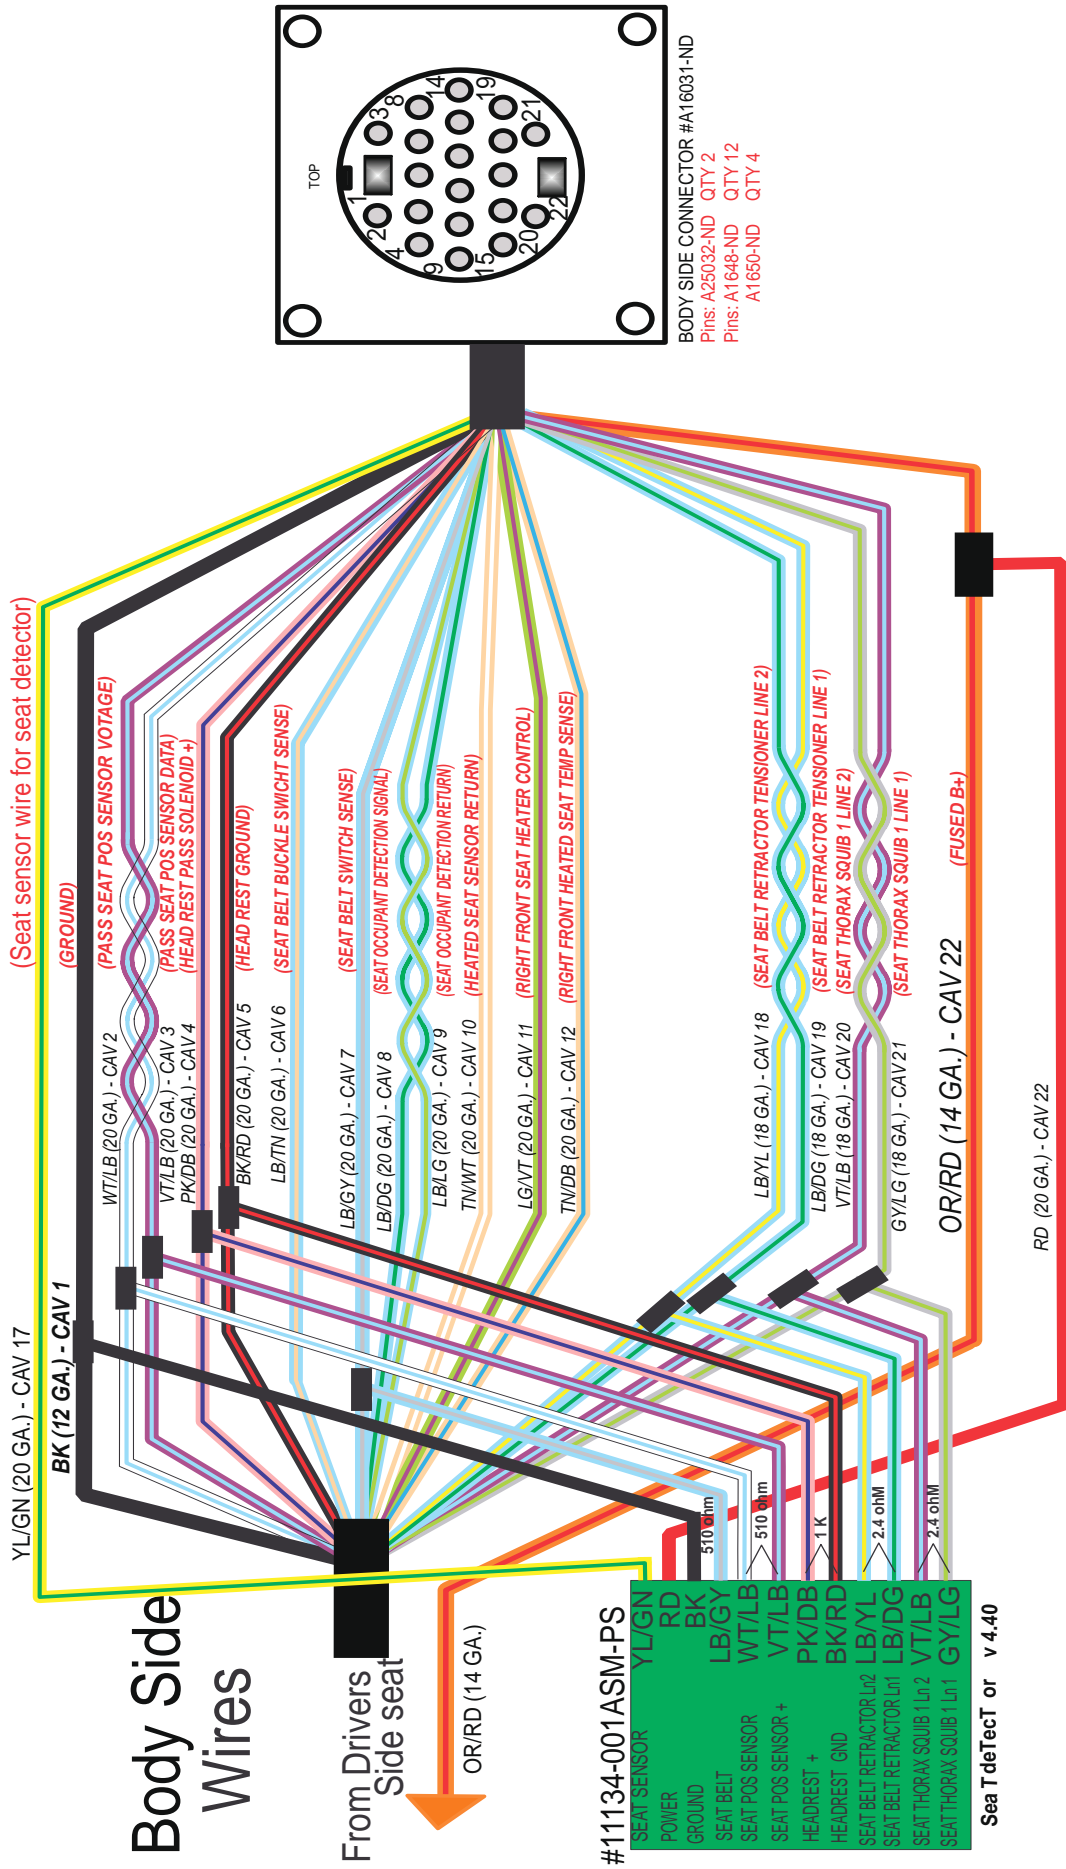 Body Side
Wires
From Drivers
Side seat
OR/RD (14 GA.)
YL/GN (20 GA.) - CAV 17
(Seat sensor wire for seat detector)
BK (12 GA.) - CAV 1
(GROUND)
WT/LB (20 GA.) - CAV 2
(PASS SEAT POS SENSOR VOTAGE)
VT/LB (20 GA.) - CAV 3
(PASS SEAT POS SENSOR DATA)
PK/DB (20 GA.) - CAV 4
(HEAD REST PASS SOLENOID +)
BK/RD (20 GA.) - CAV 5
(HEAD REST GROUND)
LB/TN (20 GA.) - CAV 6
(SEAT BELT BUCKLE SWICHT SENSE)
LB/GY (20 GA.) - CAV 7
(SEAT BELT SWITCH SENSE)
LB/DG (20 GA.) - CAV 8
(SEAT OCCUPANT DETECTION SIGNAL)
LB/LG (20 GA.) - CAV 9
(SEAT OCCUPANT DETECTION RETURN)
TN/WT (20 GA.) - CAV 10
(HEATED SEAT SENSOR RETURN)
LG/VT (20 GA.) - CAV 11
(RIGHT FRONT SEAT HEATER CONTROL)
TN/DB (20 GA.) - CAV 12
(RIGHT FRONT HEATED SEAT TEMP SENSE)
LB/YL (18 GA.) - CAV 18
(SEAT BELT RETRACTOR TENSIONER LINE 2)
LB/DG (18 GA.) - CAV 19
(SEAT BELT RETRACTOR TENSIONER LINE 1)
VT/LB (18 GA.) - CAV 20
(SEAT THORAX SQUIB 1 LINE 2)
GY/LG (18 GA.) - CAV 21
(SEAT THORAX SQUIB 1 LINE 1)
OR/RD (14 GA.) - CAV 22
(FUSED B+)
RD (20 GA.) - CAV 22
TOP
1
2
3
4
8
9
14
15
19
20
21
22
BODY SIDE CONNECTOR #A16031-ND
Pins: A25032-ND QTY 2
Pins: A1648-ND QTY 12
A1650-ND QTY 4
#11134-001ASM-PS
SEAT SENSOR YL/GN
POWER RD
GROUND BK
SEAT BELT LB/GY
SEAT POS SENSOR WT/LB
SEAT POS SENSOR + VT/LB
HEADREST + PK/DB
HEADREST GND BK/RD
SEAT BELT RETRACTOR Ln2 LB/YL
SEAT BELT RETRACTOR Ln1 LB/DG
SEAT THORAX SQUIB 1 Ln 2 VT/LB
SEAT THORAX SQUIB 1 Ln1 GY/LG
510 ohm
510 ohm
1 K
2.4 ohM
2.4 ohM
Sea T deTecT or v 4.40